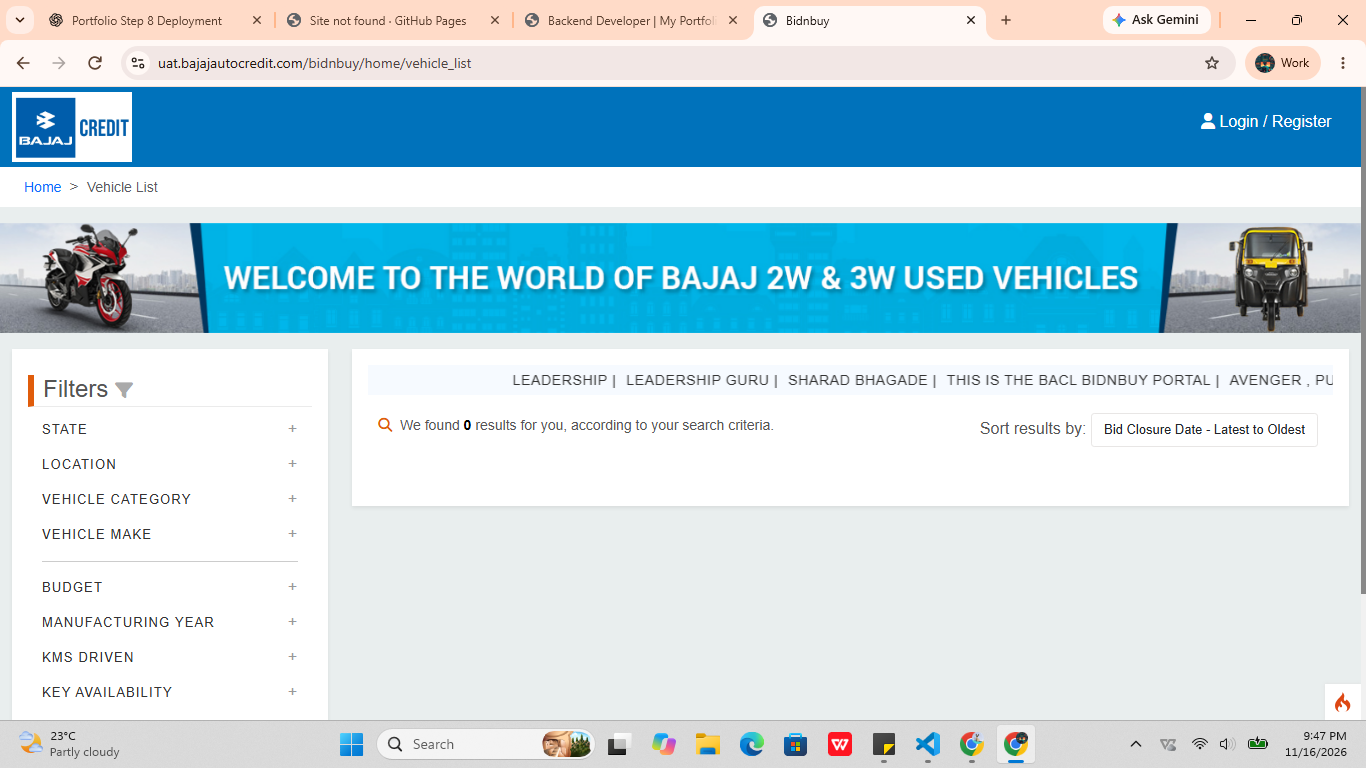 Portfolio Step 8 Deployment
Site not found · GitHub Pages
Backend Developer | My Portfoli
Bidnbuy
Ask Gemini
uat.bajajautocredit.com/bidnbuy/home/vehicle_list
Work
BAJAJ
CREDIT
Login / Register
Home > Vehicle List
WELCOME TO THE WORLD OF BAJAJ 2W & 3W USED VEHICLES
Filters
STATE +
LOCATION +
VEHICLE CATEGORY +
VEHICLE MAKE +
BUDGET +
MANUFACTURING YEAR +
KMS DRIVEN +
KEY AVAILABILITY +
LEADERSHIP | LEADERSHIP GURU | SHARAD BHAGADE | THIS IS THE BACL BIDNBUY PORTAL | AVENGER , PU
We found 0 results for you, according to your search criteria.
Sort results by: Bid Closure Date - Latest to Oldest
23°C
Partly cloudy
Search
9:47 PM
11/16/2026